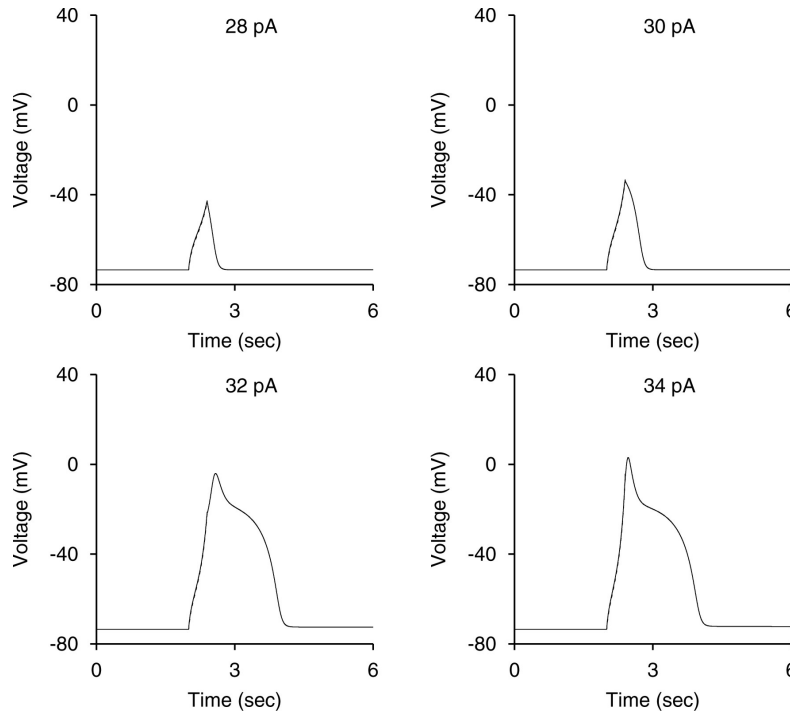 28 pA
40
0
-40
-80
Voltage (mV)
0 3 6
Time (sec)
30 pA
40
0
-40
-80
Voltage (mV)
0 3 6
Time (sec)
32 pA
40
0
-40
-80
Voltage (mV)
0 3 6
Time (sec)
34 pA
40
0
-40
-80
Voltage (mV)
0 3 6
Time (sec)